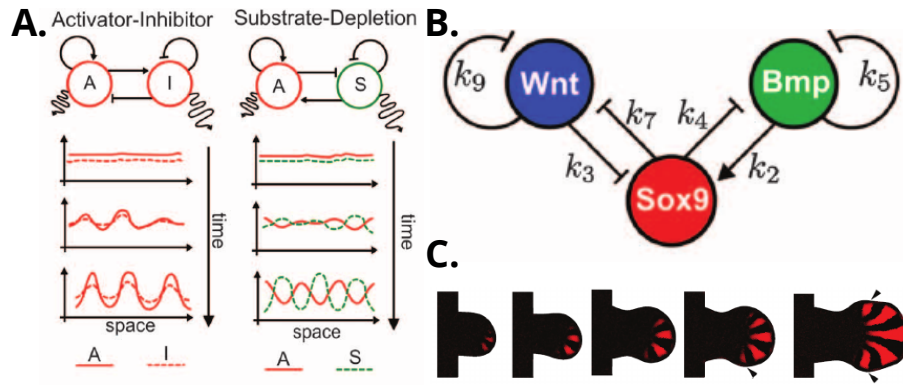 A.
Activator-Inhibitor
Substrate-Depletion
A
I
A
S
time
time
space
space
A
I
A
S
B.
k9
Wnt
Bmp
k5
k7
k4
k3
k2
Sox9
C.